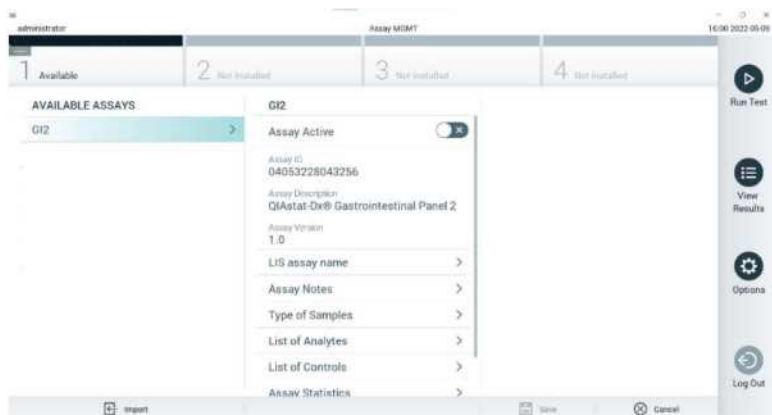 administrator
Assay MGMT
16:00 2022-05-09
1 Available
2 Not installed
3 Not installed
4 Not installed
Run Test
AVAILABLE ASSAYS
GI2
GI2
Assay Active
Assay ID
04053228043256
Assay Description
QIAstat-Dx® Gastrointestinal Panel 2
Assay Version
1.0
LIS assay name
Assay Notes
Type of Samples
List of Analytes
List of Controls
Assay Statistics
View
Results
Options
Log Out
Import
Save
Cancel